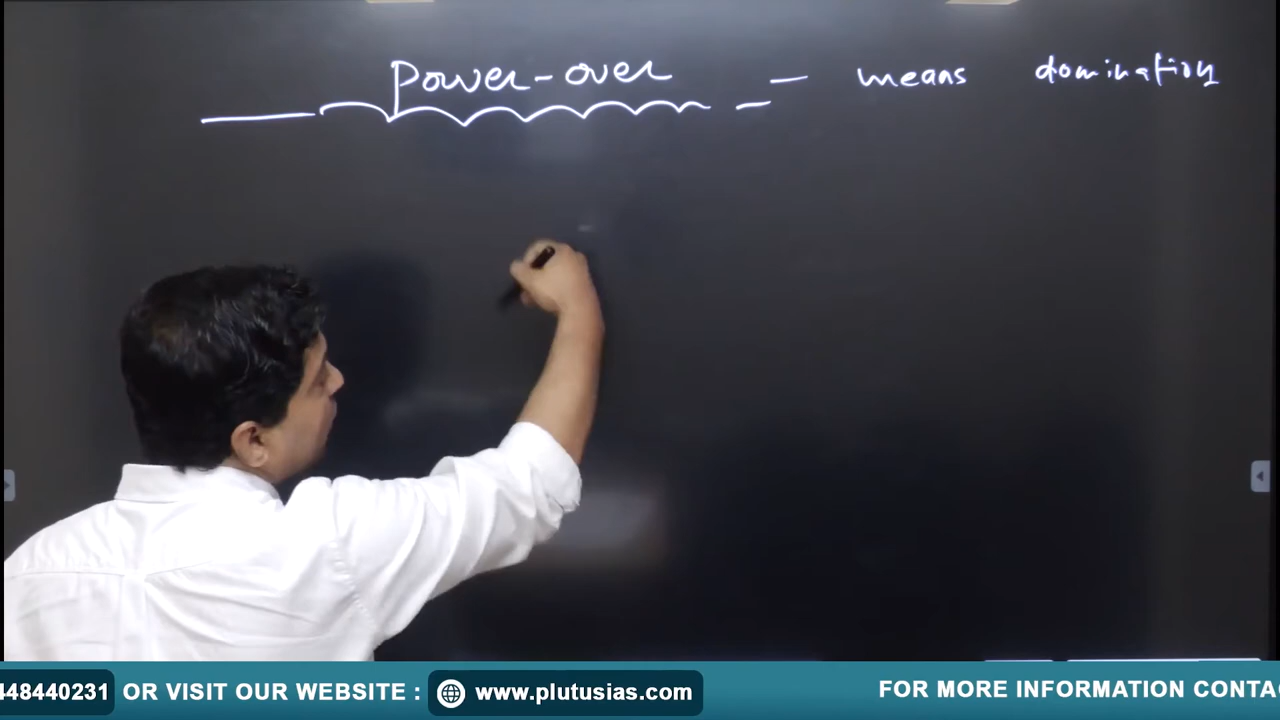 Power-over — means domination
448440231 OR VISIT OUR WEBSITE : www.plutusias.com FOR MORE INFORMATION CONTA